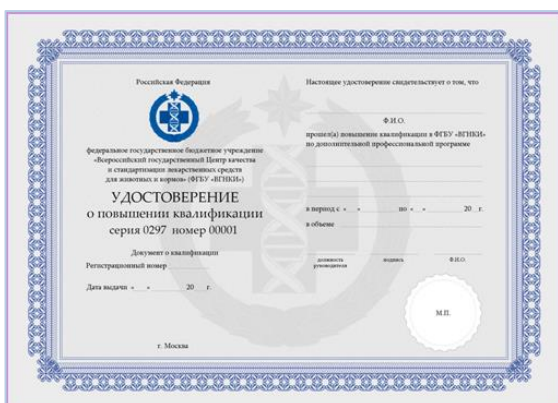 Российская Федерация
федеральное государственное бюджетное учреждение
«Всероссийский государственный Центр качества
и стандартизации лекарственных средств
для животных и кормов» (ФГБУ «ВГНКИ»)
УДОСТОВЕРЕНИЕ
о повышении квалификации
серия 0297 номер 00001
Документ о квалификации
Регистрационный номер
Дата выдачи « » 20 г.
г. Москва
Настоящее удостоверение свидетельствует о том, что
Ф.И.О.
прошел(а) повышение квалификации в ФГБУ «ВГНКИ»
по дополнительной профессиональной программе
в период с « » по « » 20 г.
в объеме
должность руководителя подпись Ф.И.О.
М.П.